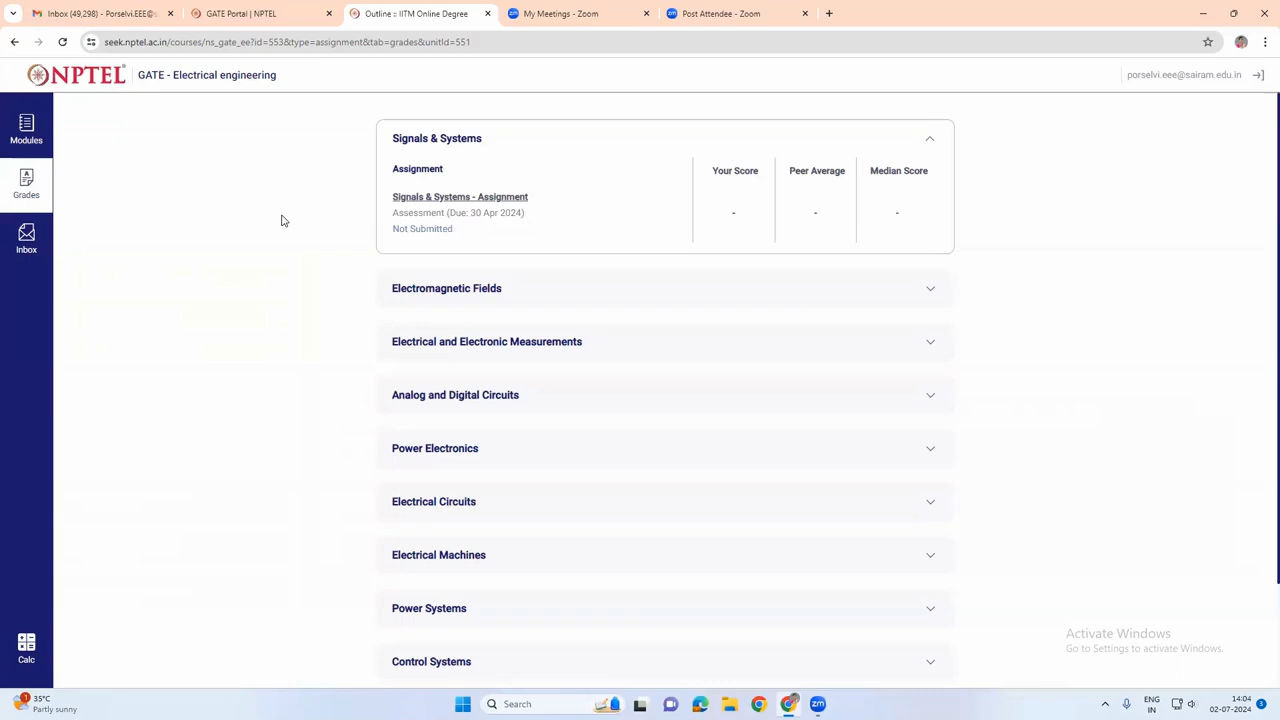 Inbox (49,298) - Porselvi.EEE@s
GATE Portal | NPTEL
Outline :: IITM Online Degree
My Meetings - Zoom
Post Attendee - Zoom
seek.nptel.ac.in/courses/ns_gate_ee?id=553&type=assignment&tab=grades&unitId=551
NPTEL
GATE - Electrical engineering
porselvi.eee@sairam.edu.in
Modules
Grades
Inbox
Calc
Signals & Systems
Assignment
Your Score
Peer Average
Median Score
Signals & Systems - Assignment
Assessment (Due: 30 Apr 2024)
- - -
Not Submitted
Electromagnetic Fields
Electrical and Electronic Measurements
Analog and Digital Circuits
Power Electronics
Electrical Circuits
Electrical Machines
Power Systems
Control Systems
Activate Windows
Go to Settings to activate Windows.
1
35°C
Partly sunny
Search
zm
ENG
IN
14:04
02-07-2024
3